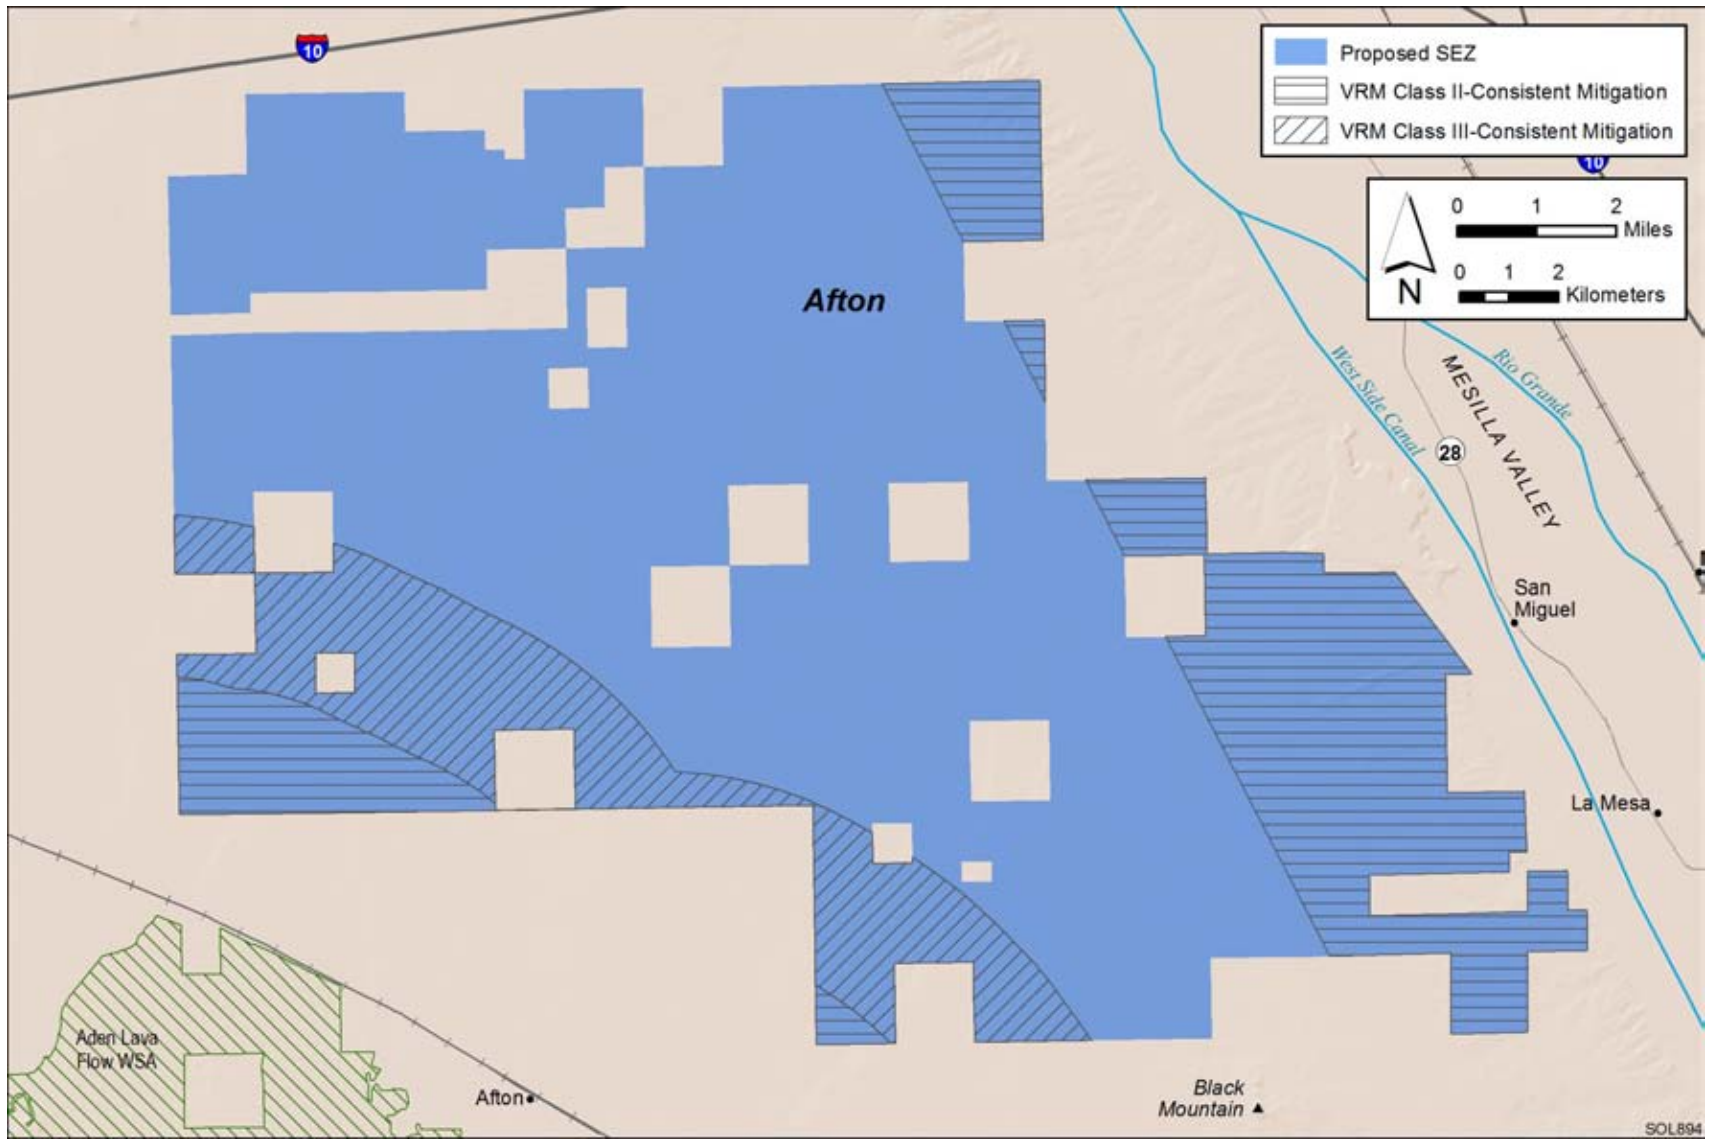 10
Proposed SEZ
VRM Class II-Consistent Mitigation
VRM Class III-Consistent Mitigation
10
0 1 2
Miles
0 1 2
Kilometers
N
Afton
West Side Canal
Rio Grande
MESILLA VALLEY
28
San
Miguel
La Mesa
Aden Lava
Flow WSA
Afton
Black
Mountain
SOL894